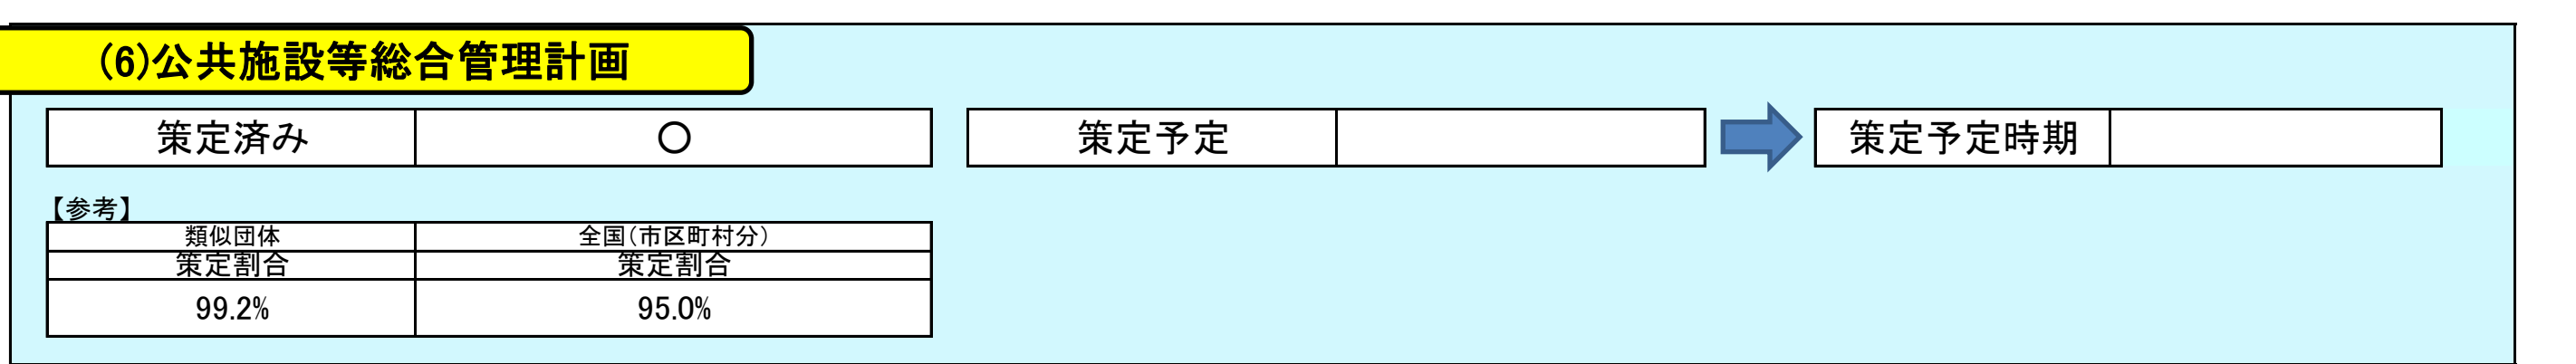 (6)公共施設等総合管理計画
策定済み ○ 策定予定 策定予定時期
【参考】
類似団体 全国(市区町村分)
策定割合 策定割合
99.2% 95.0%